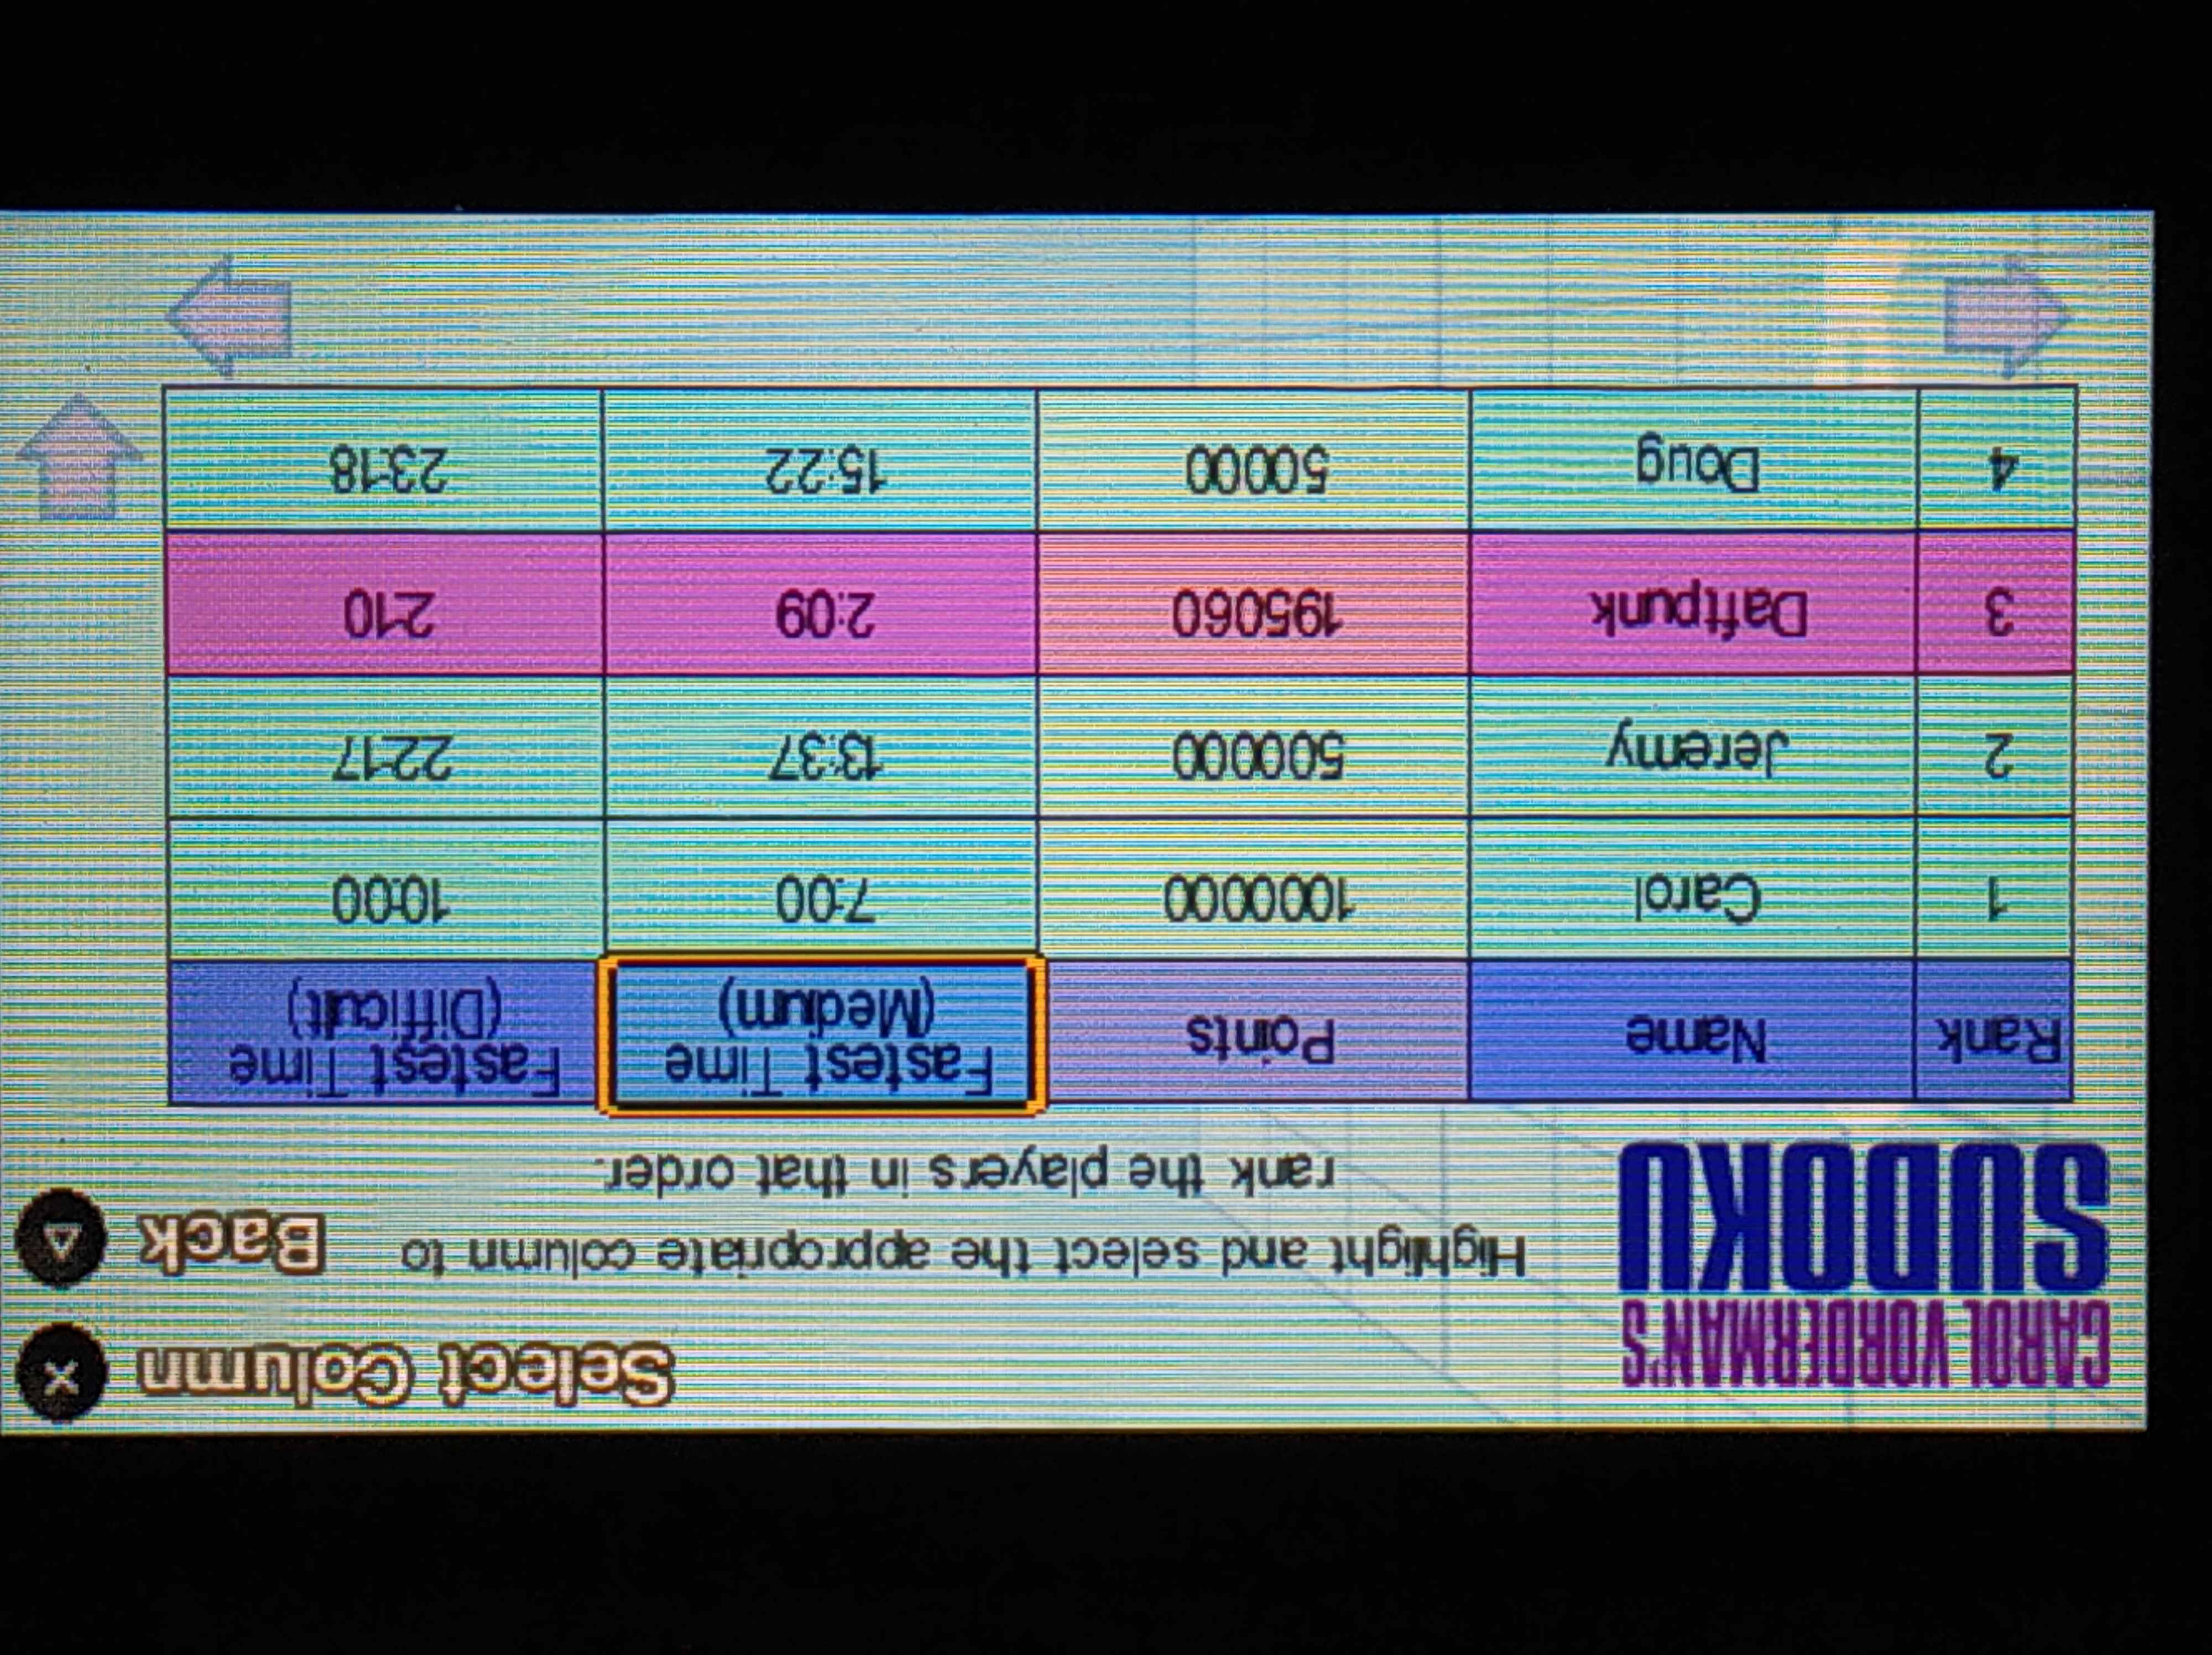 CAROL VORDERMAN'S
SUDOKU
Select Column
Back
Highlight and select the appropriate column to
rank the players in that order.
Rank Name Points Fastest Time (Medium) Fastest Time (Difficult)
1 Carol 1000000 7:00 10:00
2 Jeremy 500000 13:37 22:17
3 Daftpunk 195060 2:09 2:10
4 Doug 50000 15:22 23:18